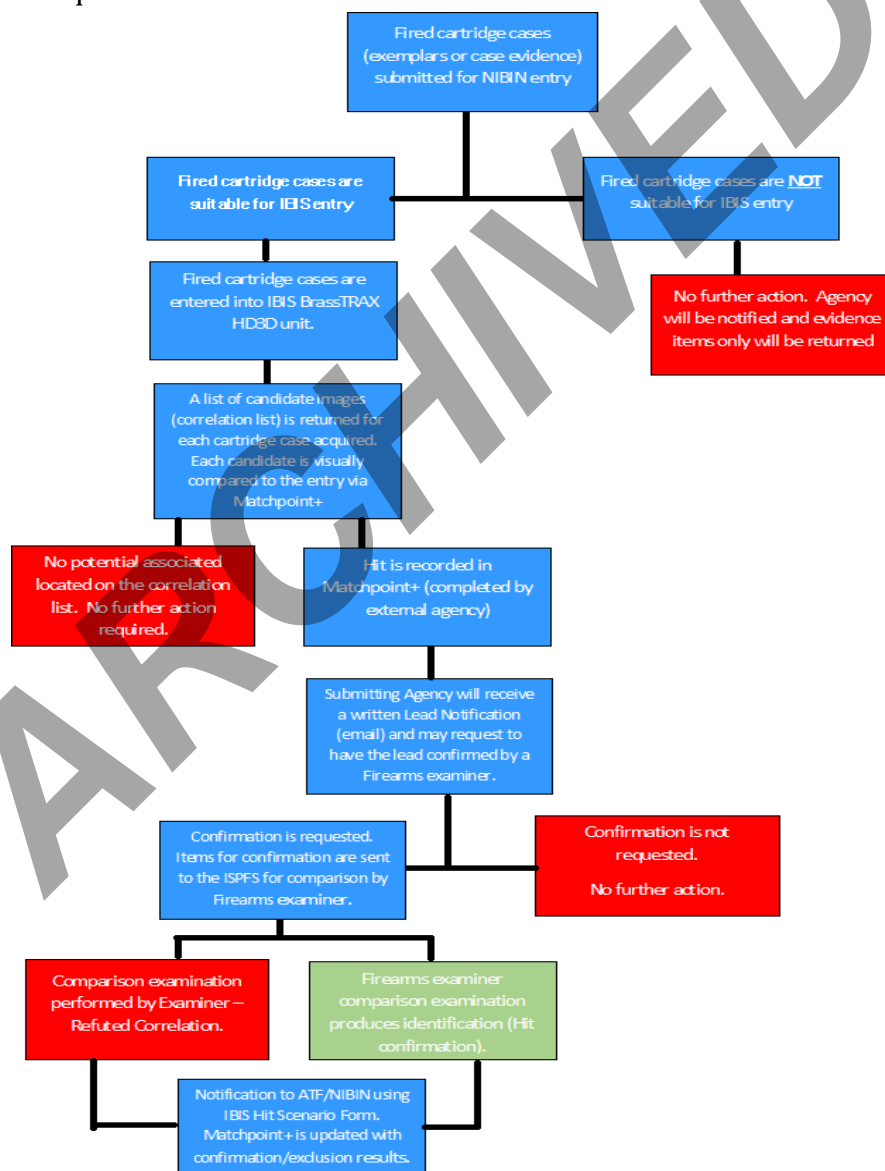 Fired cartridge cases
(exemplars or case evidence)
submitted for NIBIN entry
Fired cartridge cases are
suitable for IBIS entry
Fired cartridge cases are NOT
suitable for IBIS entry
Fired cartridge cases are
entered into IBIS BrassTRAX
HD3D unit.
No further action. Agency
will be notified and evidence
items only will be returned
A list of candidate images
(correlation list) is returned for
each cartridge case acquired.
Each candidate is visually
compared to the entry via
Matchpoint+
No potential associated
located on the correlation
list. No further action
required.
Hit is recorded in
Matchpoint+ (completed by
external agency)
Submitting Agency will receive
a written Lead Notification
(email) and may request to
have the lead confirmed by a
Firearms examiner.
Confirmation is requested.
Items for confirmation are sent
to the ISPFS for comparison by
Firearms examiner.
Confirmation is not
requested.
No further action.
Comparison examination
performed by Examiner –
Refuted Correlation.
Firearms examiner
comparison examination
produces identification (Hit
confirmation).
Notification to ATF/NIBIN using
IBIS Hit Scenario Form.
Matchpoint+ is updated with
confirmation/exclusion results.
ARCHIVED